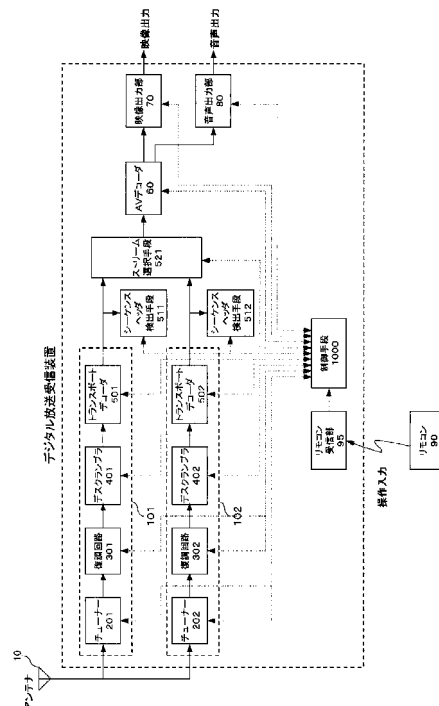 デジタル放送受信装置
アンテナ
10
チューナー
201
復調回路
301
デスクランブラ
401
トランスポート
デコーダ
501
101
シーケンス
ヘッダ
検出手段
511
チューナー
202
復調回路
302
デスクランブラ
402
トランスポート
デコーダ
502
102
シーケンス
ヘッダ
検出手段
512
ストリーム
選択手段
521
AVデコーダ
60
映像出力部
70
映像出力
音声出力部
80
音声出力
制御手段
1000
リモコン
受信部
95
操作入力
リモコン
90